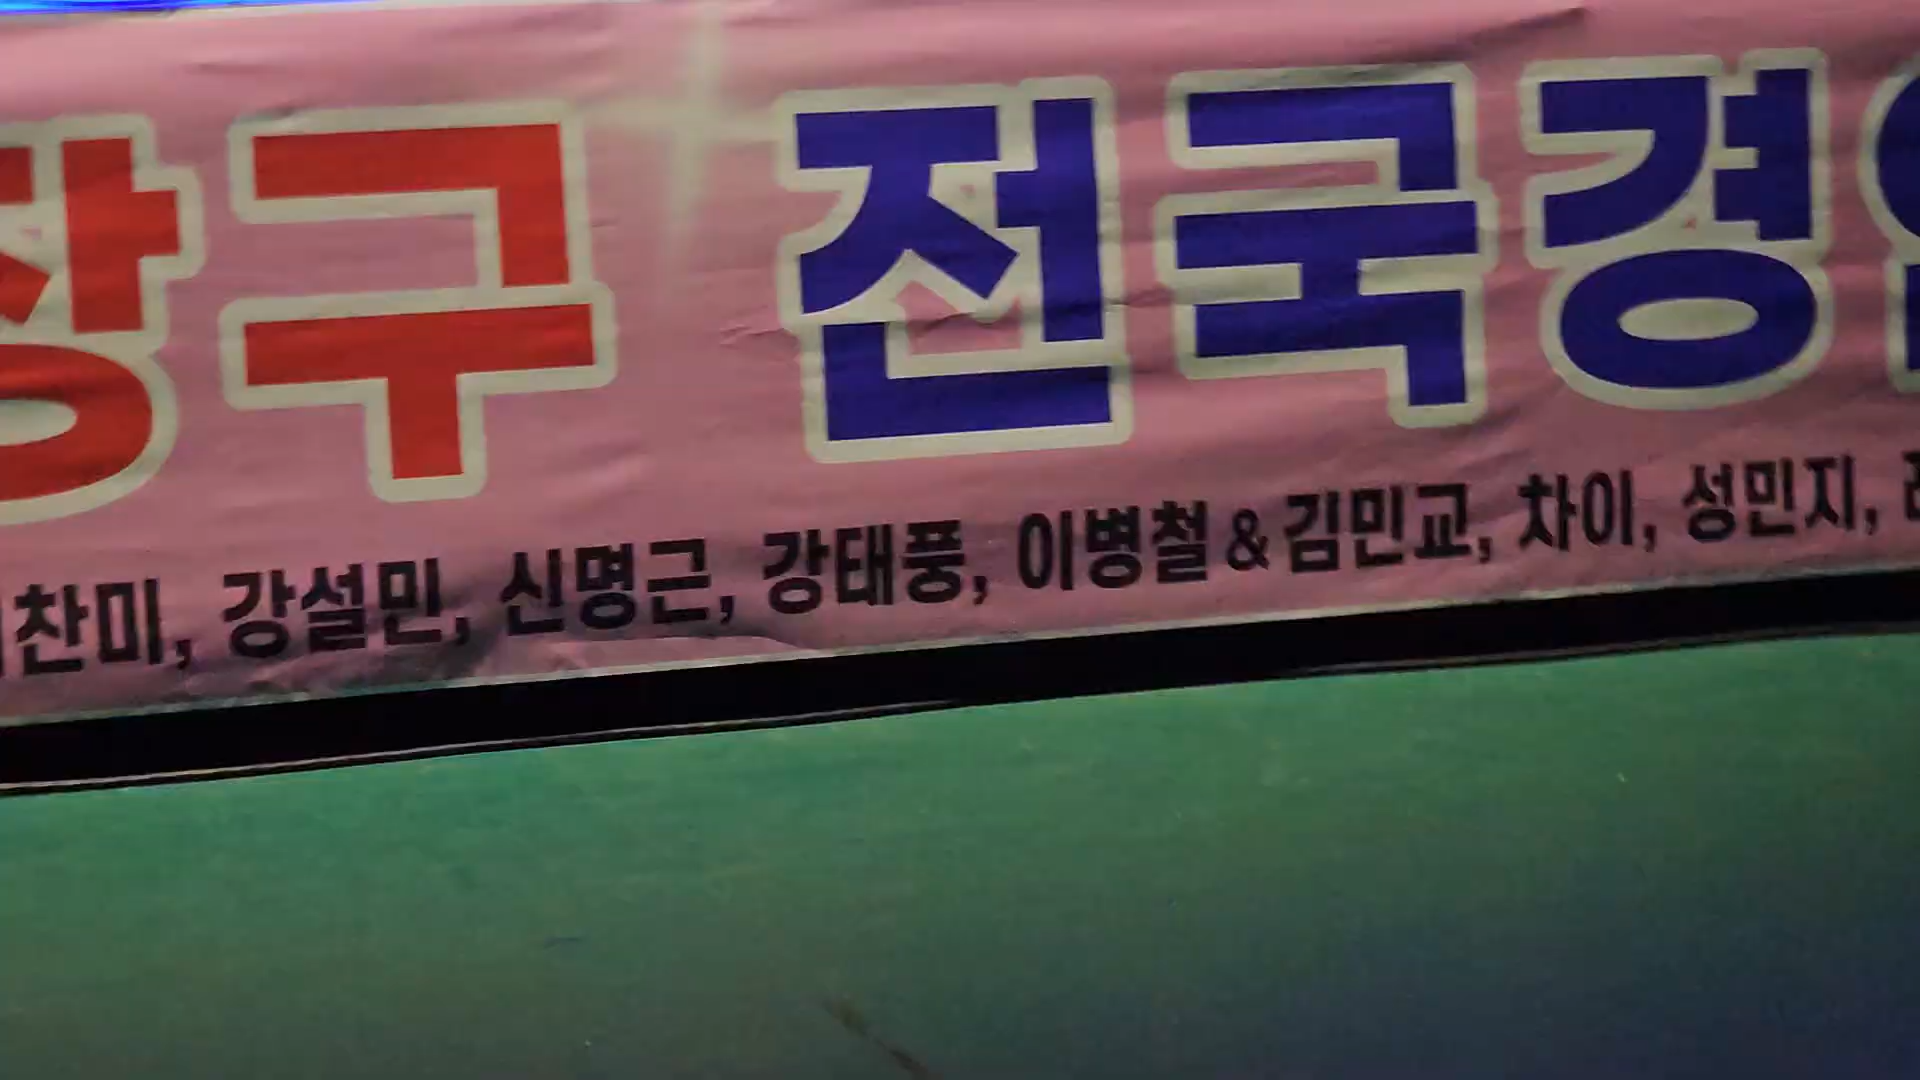 장구 전국경
찬미, 강설민, 신명근, 강태풍, 이병철&김민교, 차이, 성민지,